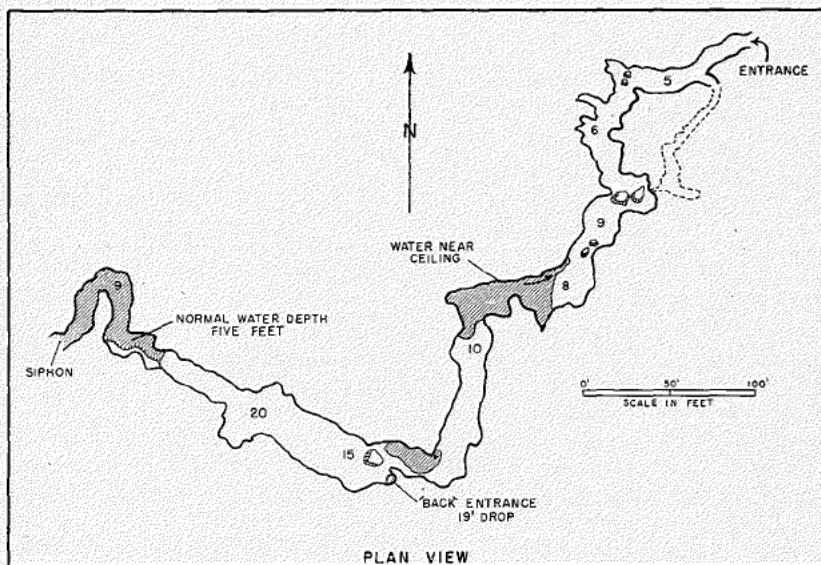 ENTRANCE
5
N
6
9
WATER NEAR
CEILING
8
9
NORMAL WATER DEPTH
FIVE FEET
SIPHON
10
0' 50' 100'
SCALE IN FEET
20
15
"BACK" ENTRANCE
19' DROP
PLAN VIEW